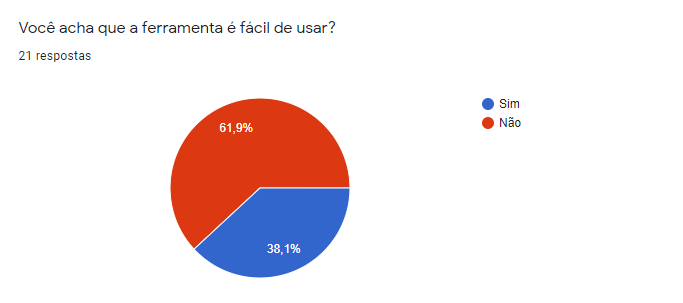 Você acha que a ferramenta é fácil de usar?
21 respostas
Sim
Não
61,9%
38,1%